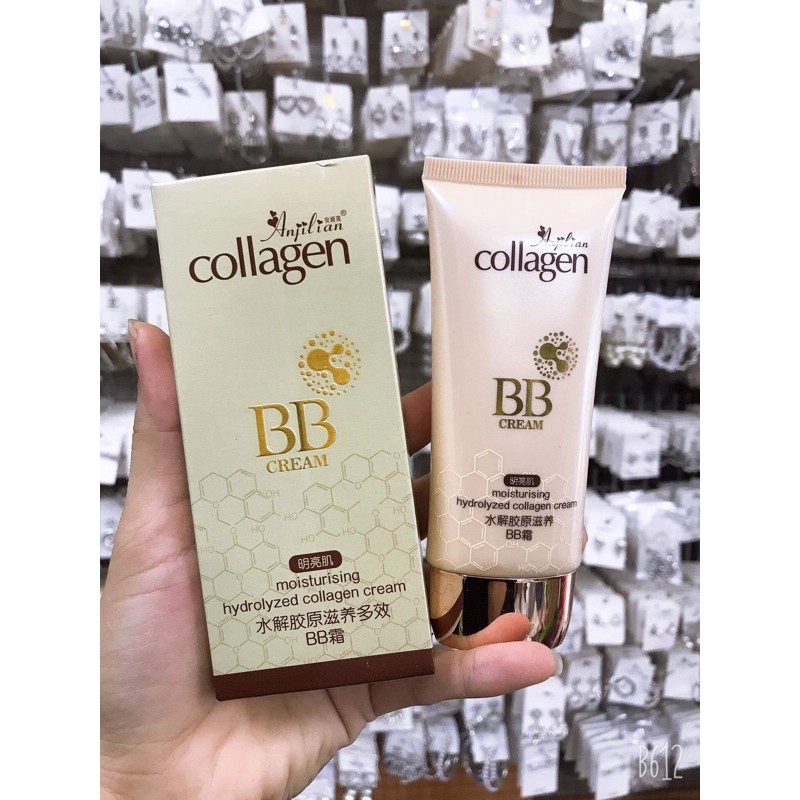 Anjilian®
collagen
BB
CREAM
明亮肌
moisturising
hydrolyzed collagen cream
水解胶原滋养多效
BB霜
Anjilian
collagen
BB
CREAM
明亮肌
moisturising
hydrolyzed collagen cream
水解胶原滋养
BB霜
B612